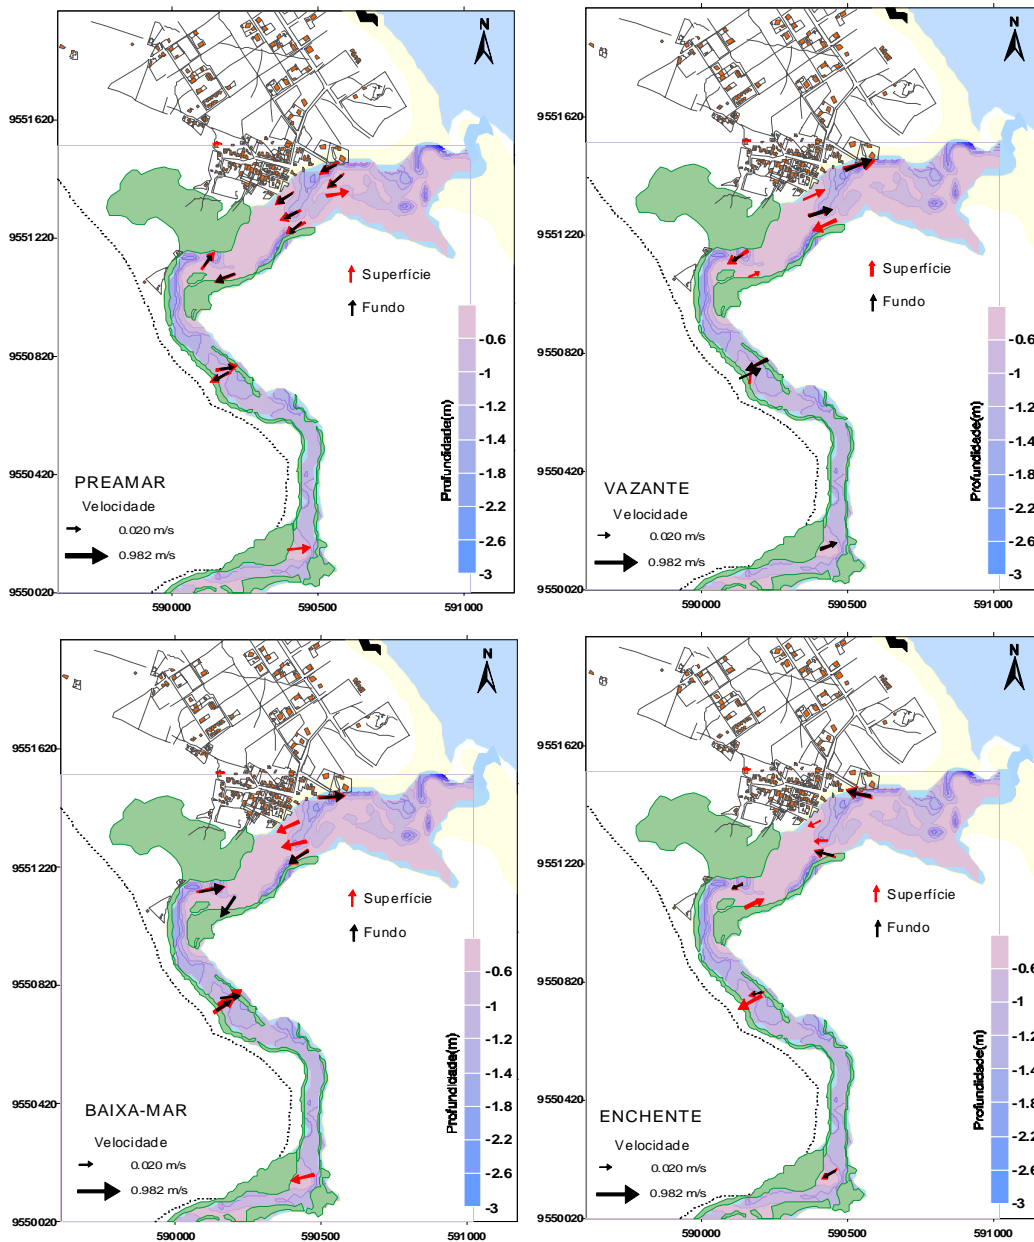 N
9551620
9551220
9550820
9550420
9550020
Superfície
Fundo
-0.6
-1
-1.2
-1.4
-1.8
-2.2
-2.6
-3
Profundidade(m)
PREAMAR
Velocidade
0.020 m/s
0.982 m/s
590000
590500
591000
N
9551620
9551220
9550820
9550420
9550020
Superfície
Fundo
-0.6
-1
-1.2
-1.4
-1.8
-2.2
-2.6
-3
Profundidade(m)
VAZANTE
Velocidade
0.020 m/s
0.982 m/s
590000
590500
591000
N
9551620
9551220
9550820
9550420
9550020
Superfície
Fundo
-0.6
-1
-1.2
-1.4
-1.8
-2.2
-2.6
-3
Profundidade(m)
BAIXA-MAR
Velocidade
0.020 m/s
0.982 m/s
590000
590500
591000
N
9551620
9551220
9550820
9550420
9550020
Superfície
Fundo
-0.6
-1
-1.2
-1.4
-1.8
-2.2
-2.6
-3
Profundidade(m)
ENCHENTE
Velocidade
0.020 m/s
0.982 m/s
590000
590500
591000